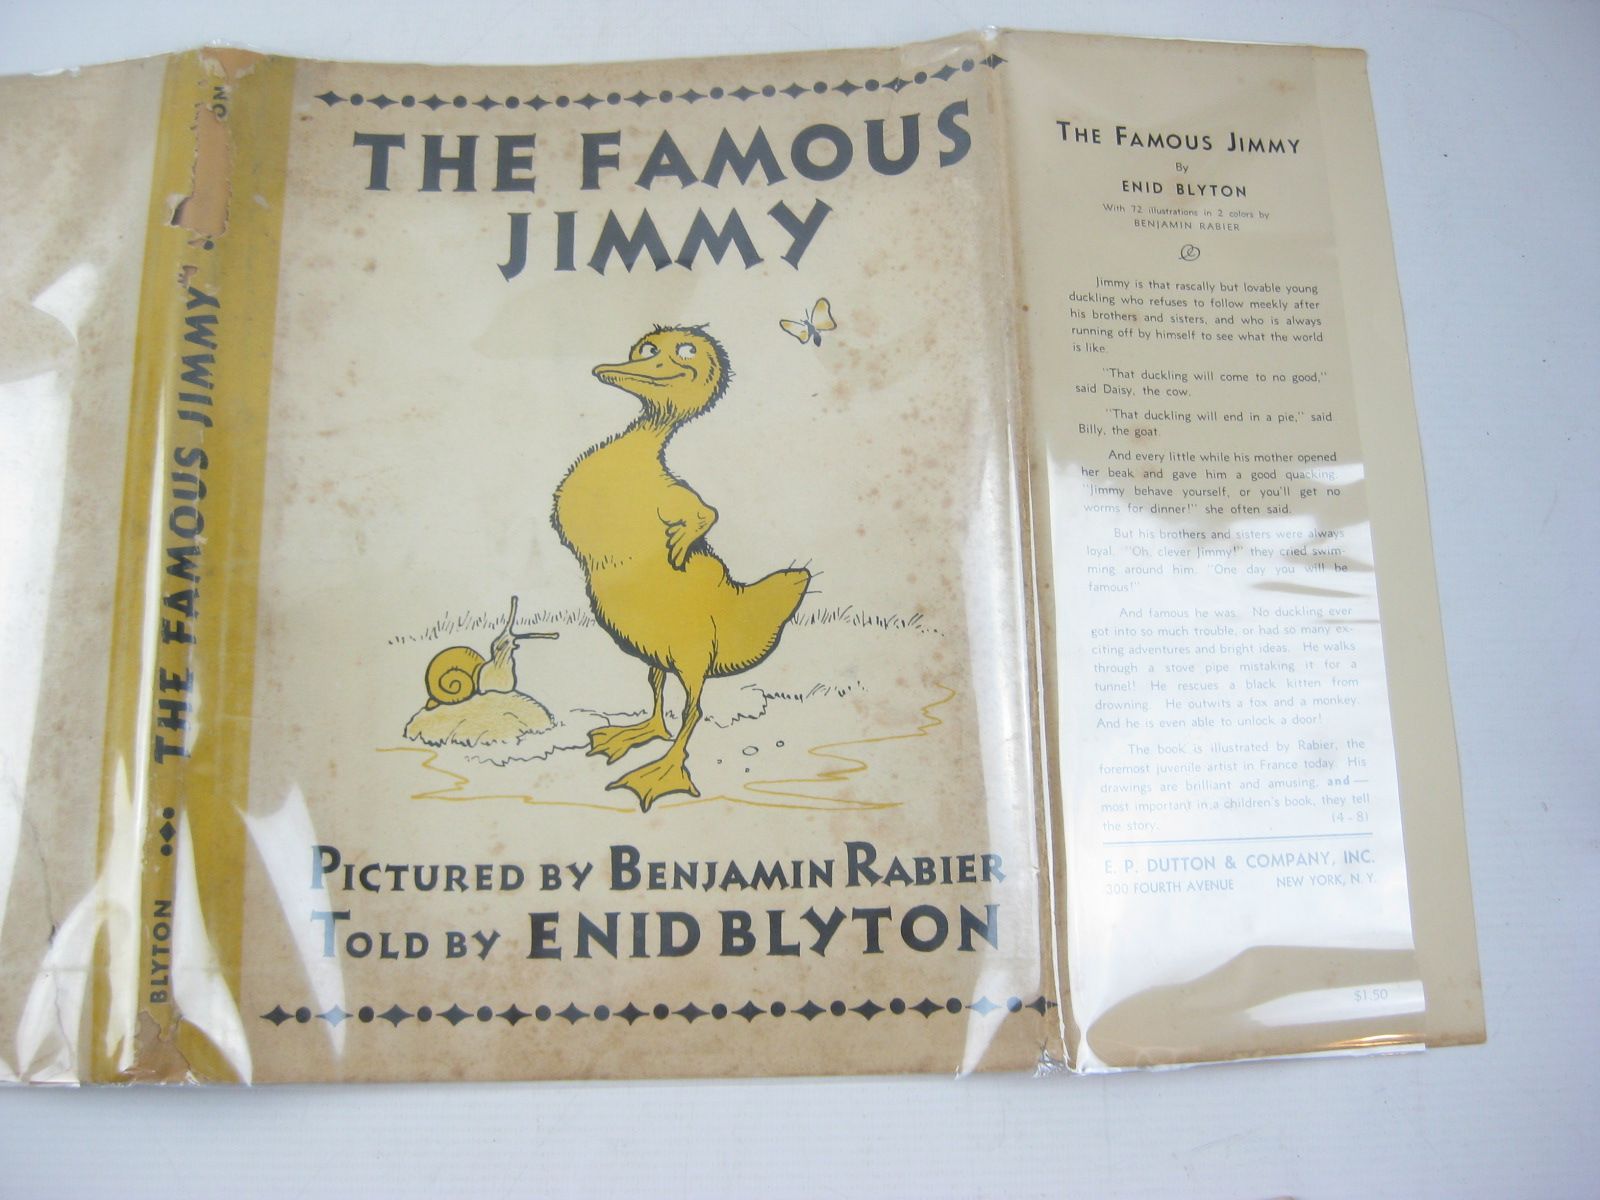 THE FAMOUS JIMMY
BLYTON
ON
THE FAMOUS
JIMMY
PICTURED BY BENJAMIN RABIER
TOLD BY ENID BLYTON
THE FAMOUS JIMMY
By
ENID BLYTON
With 72 illustrations in 2 colors by
BENJAMIN RABIER
Jimmy is that rascally but lovable young
duckling who refuses to follow meekly after
his brothers and sisters, and who is always
running off by himself to see what the world
is like.
"That duckling will come to no good,"
said Daisy, the cow.
"That duckling will end in a pie," said
Billy, the goat.
And every little while his mother opened
her beak and gave him a good quacking.
"Jimmy behave yourself, or you'll get no
worms for dinner!" she often said.
But his brothers and sisters were always
loyal. "Oh, clever Jimmy!" they cried swim-
ming around him. "One day you will be
famous!"
And famous he was. No duckling ever
got into so much trouble, or had so many ex-
citing adventures and bright ideas. He walks
through a stove pipe mistaking it for a
tunnel! He rescues a black kitten from
drowning. He outwits a fox and a monkey.
And he is even able to unlock a door!
The book is illustrated by Rabier, the
foremost juvenile artist in France today. His
drawings are brilliant and amusing, and—
most important in a children's book, they tell
the story. (4-8)
E. P. DUTTON & COMPANY, INC.
300 FOURTH AVENUE NEW YORK, N. Y.
$1.50